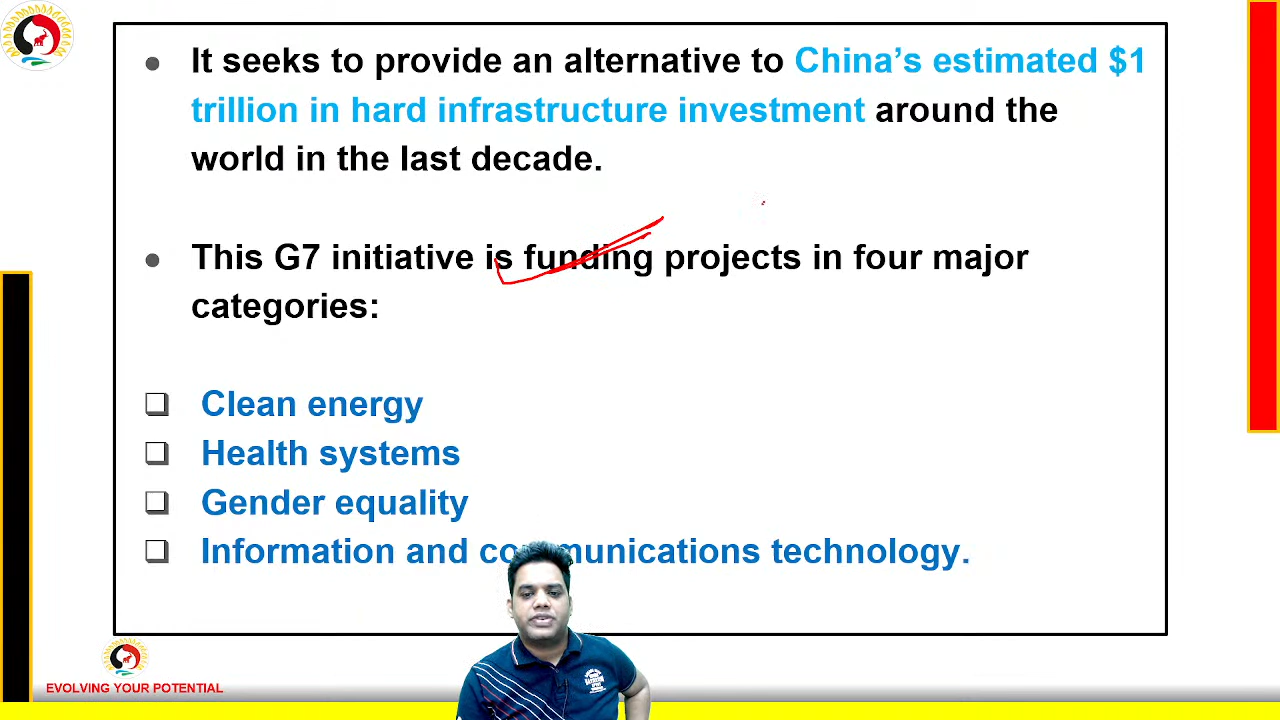 It seeks to provide an alternative to China's estimated $1
trillion in hard infrastructure investment around the
world in the last decade.
This G7 initiative is funding projects in four major
categories:
Clean energy
Health systems
Gender equality
Information and communications technology.
EVOLVING YOUR POTENTIAL